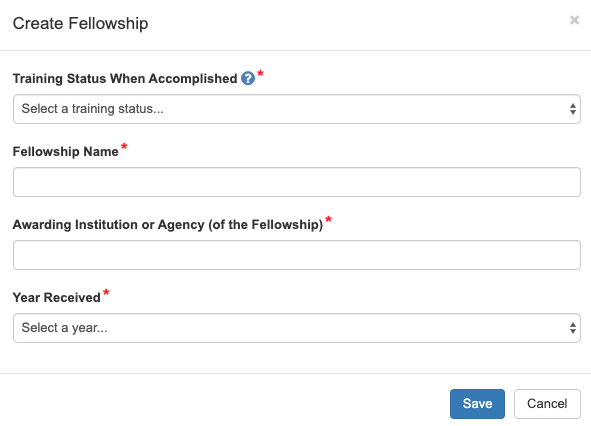 Create Fellowship ×
Training Status When Accomplished ? *
Select a training status...
Fellowship Name *
Awarding Institution or Agency (of the Fellowship) *
Year Received *
Select a year...
Save Cancel